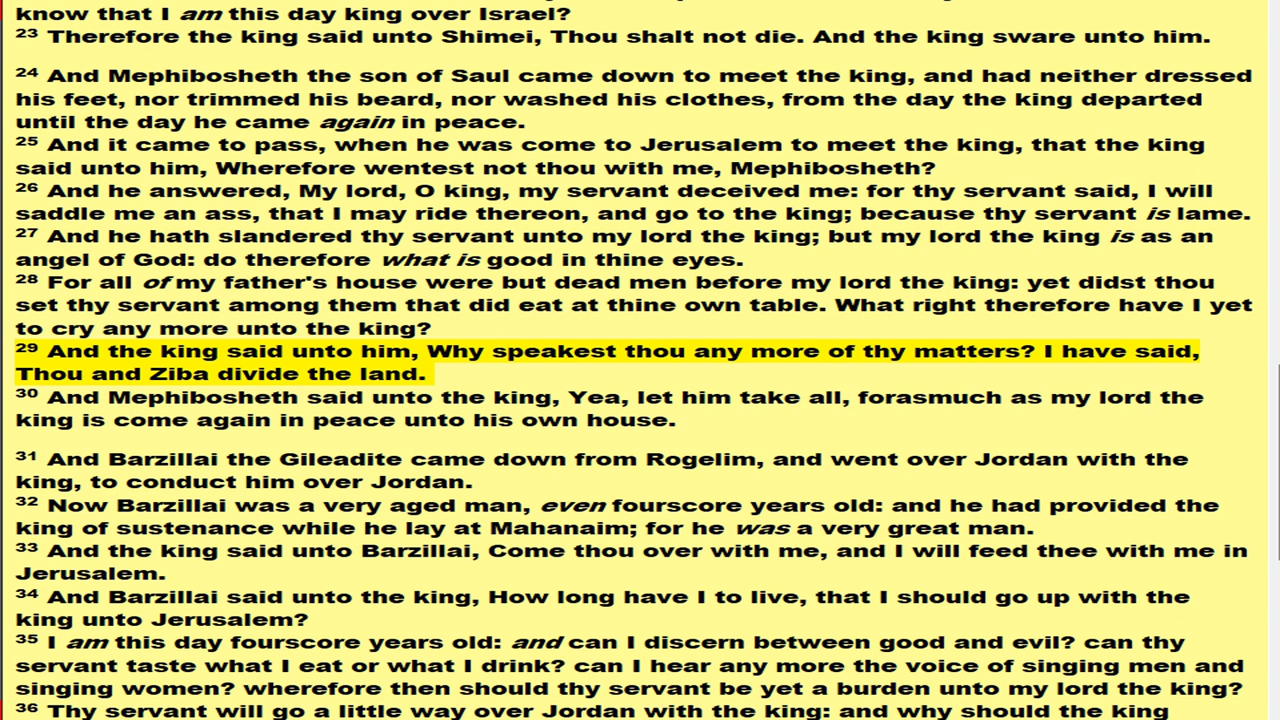 know that I am this day king over Israel?
23 Therefore the king said unto Shimei, Thou shalt not die. And the king sware unto him.
24 And Mephibosheth the son of Saul came down to meet the king, and had neither dressed
his feet, nor trimmed his beard, nor washed his clothes, from the day the king departed
until the day he came again in peace.
25 And it came to pass, when he was come to Jerusalem to meet the king, that the king
said unto him, Wherefore wentest not thou with me, Mephibosheth?
26 And he answered, My lord, O king, my servant deceived me: for thy servant said, I will
saddle me an ass, that I may ride thereon, and go to the king; because thy servant is lame.
27 And he hath slandered thy servant unto my lord the king; but my lord the king is as an
angel of God: do therefore what is good in thine eyes.
28 For all of my father's house were but dead men before my lord the king: yet didst thou
set thy servant among them that did eat at thine own table. What right therefore have I yet
to cry any more unto the king?
29 And the king said unto him, Why speakest thou any more of thy matters? I have said,
Thou and Ziba divide the land.
30 And Mephibosheth said unto the king, Yea, let him take all, forasmuch as my lord the
king is come again in peace unto his own house.
31 And Barzillai the Gileadite came down from Rogelim, and went over Jordan with the
king, to conduct him over Jordan.
32 Now Barzillai was a very aged man, even fourscore years old: and he had provided the
king of sustenance while he lay at Mahanaim; for he was a very great man.
33 And the king said unto Barzillai, Come thou over with me, and I will feed thee with me in
Jerusalem.
34 And Barzillai said unto the king, How long have I to live, that I should go up with the
king unto Jerusalem?
35 I am this day fourscore years old: and can I discern between good and evil? can thy
servant taste what I eat or what I drink? can I hear any more the voice of singing men and
singing women? wherefore then should thy servant be yet a burden unto my lord the king?
36 Thy servant will go a little way over Jordan with the king: and why should the king